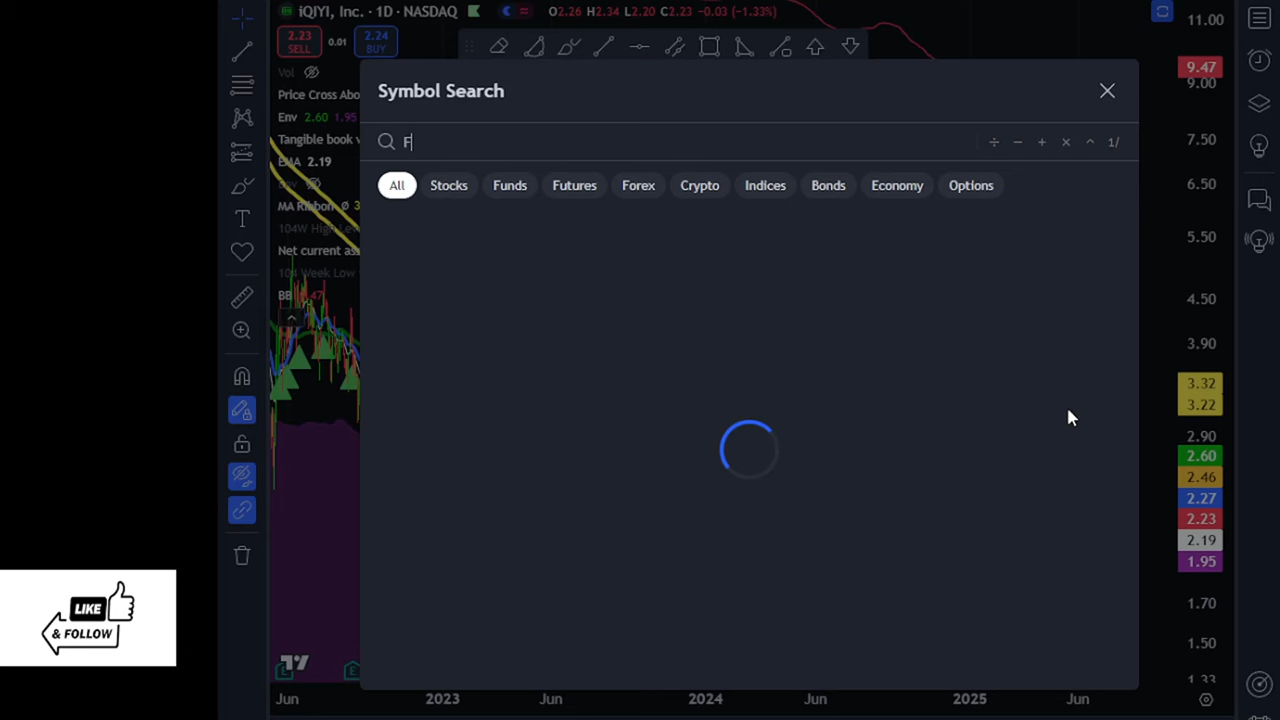 iQIYI, Inc. · 1D · NASDAQ O2.26 H2.34 L2.20 C2.23 -0.03 (-1.33%)
2.23 SELL 0.01 2.24 BUY
Vol
Price Cross Abo
Env 2.60 1.95
Tangible book v
EMA 2.19
MA Ribbon ø 3
104W High Leve
Net current ass
104 Week Low
BB
Symbol Search
F
÷ − + × ^ 1/
All Stocks Funds Futures Forex Crypto Indices Bonds Economy Options
11.00
9.47
9.00
7.50
6.50
5.50
4.50
3.90
3.32
3.22
2.90
2.60
2.46
2.27
2.23
2.19
1.95
1.70
1.50
1.33
LIKE
& FOLLOW
E
Jun 2023 Jun 2024 Jun 2025 Jun